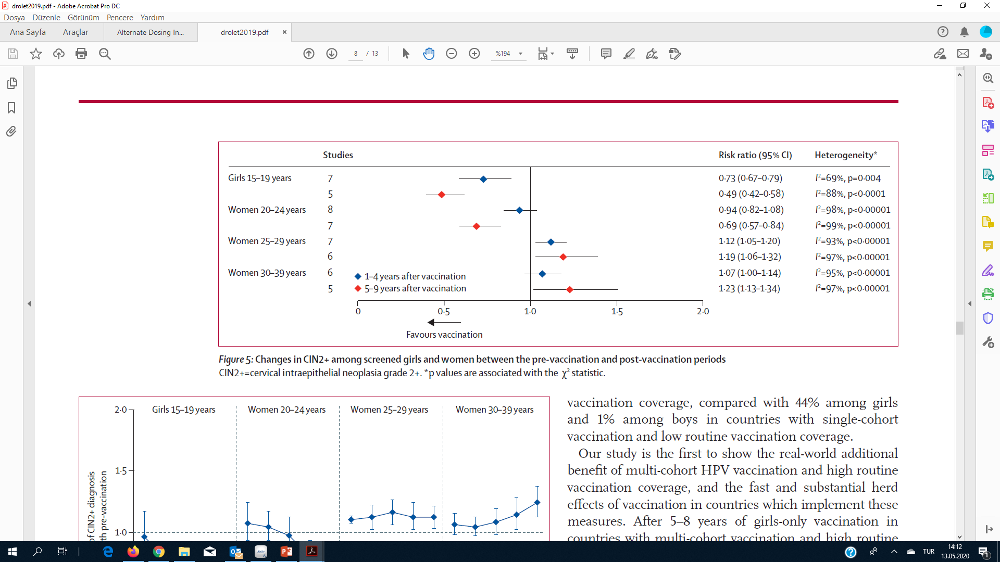 drolet2019.pdf - Adobe Acrobat Pro DC
Dosya Düzenle Görünüm Pencere Yardım
Ana Sayfa Araçlar Alternate Dosing In... drolet2019.pdf ×
8 / 13 %194
Studies Risk ratio (95% CI) Heterogeneity*
Girls 15–19 years 7 0·73 (0·67–0·79) I²=69%, p=0·004
5 0·49 (0·42–0·58) I²=88%, p<0·0001
Women 20–24 years 8 0·94 (0·82–1·08) I²=98%, p<0·00001
7 0·69 (0·57–0·84) I²=99%, p<0·00001
Women 25–29 years 7 1·12 (1·05–1·20) I²=93%, p<0·00001
6 1·19 (1·06–1·32) I²=97%, p<0·00001
Women 30–39 years 6 1·07 (1·00–1·14) I²=95%, p<0·00001
1–4 years after vaccination
5 1·23 (1·13–1·34) I²=97%, p<0·00001
5–9 years after vaccination
0 0·5 1·0 1·5 2·0
Favours vaccination
Figure 5: Changes in CIN2+ among screened girls and women between the pre-vaccination and post-vaccination periods
CIN2+=cervical intraepithelial neoplasia grade 2+. *p values are associated with the χ² statistic.
2·0 Girls 15–19 years Women 20–24 years Women 25–29 years Women 30–39 years
1·5
1·0
of CIN2+ diagnosis
th pre-vaccination
vaccination coverage, compared with 44% among girls
and 1% among boys in countries with single-cohort
vaccination and low routine vaccination coverage.
Our study is the first to show the real-world additional
benefit of multi-cohort HPV vaccination and high routine
vaccination coverage, and the fast and substantial herd
effects of vaccination in countries which implement these
measures. After 5–8 years of girls-only vaccination in
countries with multi-cohort vaccination and high routine
TUR
14:12
13.05.2020
1